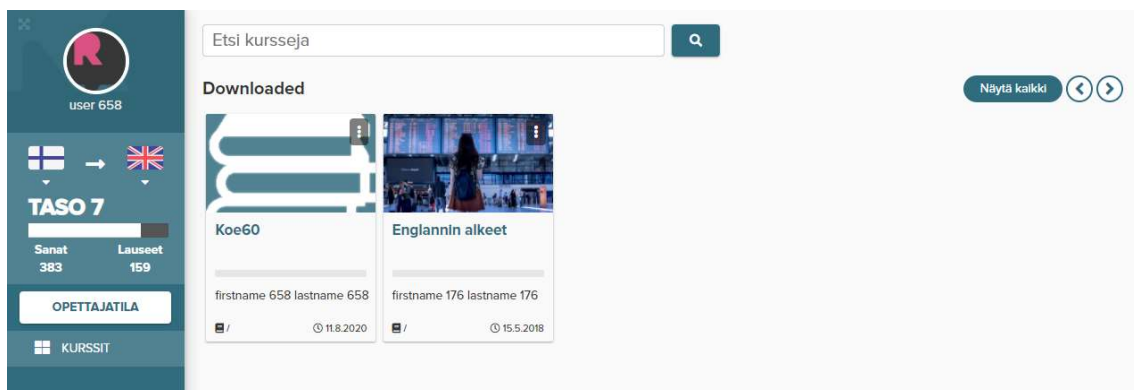 R
user 658
TASO 7
Sanat Lauseet
383 159
OPETTAJATILA
KURSSIT
Etsi kursseja
Downloaded
Näytä kaikki
Koe60
firstname 658 lastname 658
/ 11.8.2020
Englannin alkeet
firstname 176 lastname 176
/ 15.5.2018